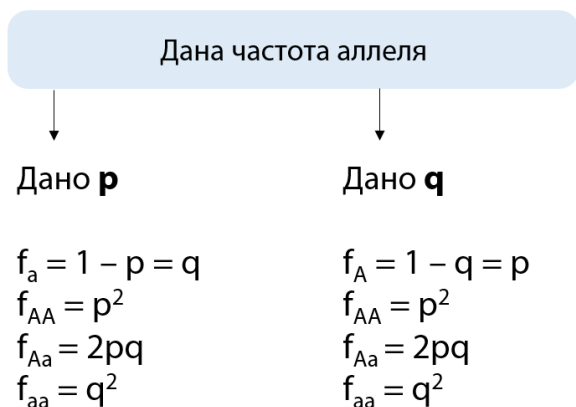 Дана частота аллеля
Дано p
f_a = 1 – p = q
f_AA = p²
f_Aa = 2pq
f_aa = q²
Дано q
f_A = 1 – q = p
f_AA = p²
f_Aa = 2pq
f_aa = q²